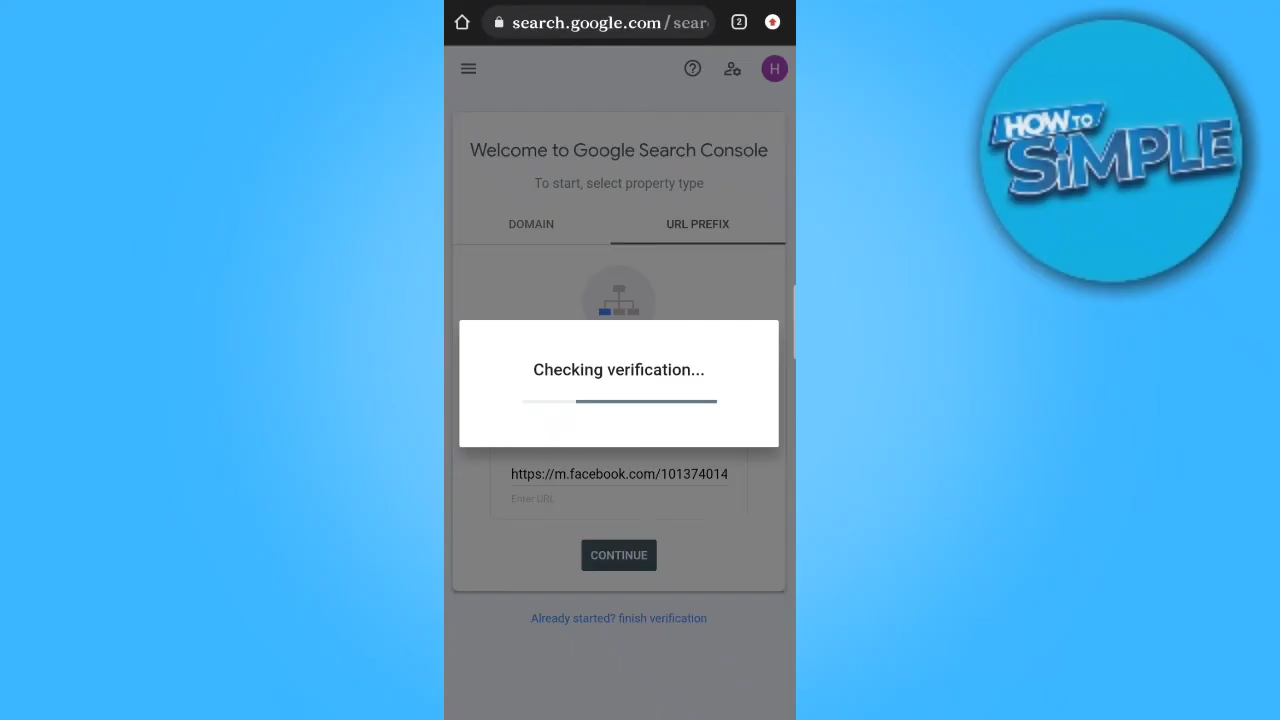 search.google.com/sear
2
H
HOW TO
SIMPLE
Welcome to Google Search Console
To start, select property type
DOMAIN
URL PREFIX
Checking verification...
https://m.facebook.com/101374014
Enter URL
CONTINUE
Already started? finish verification